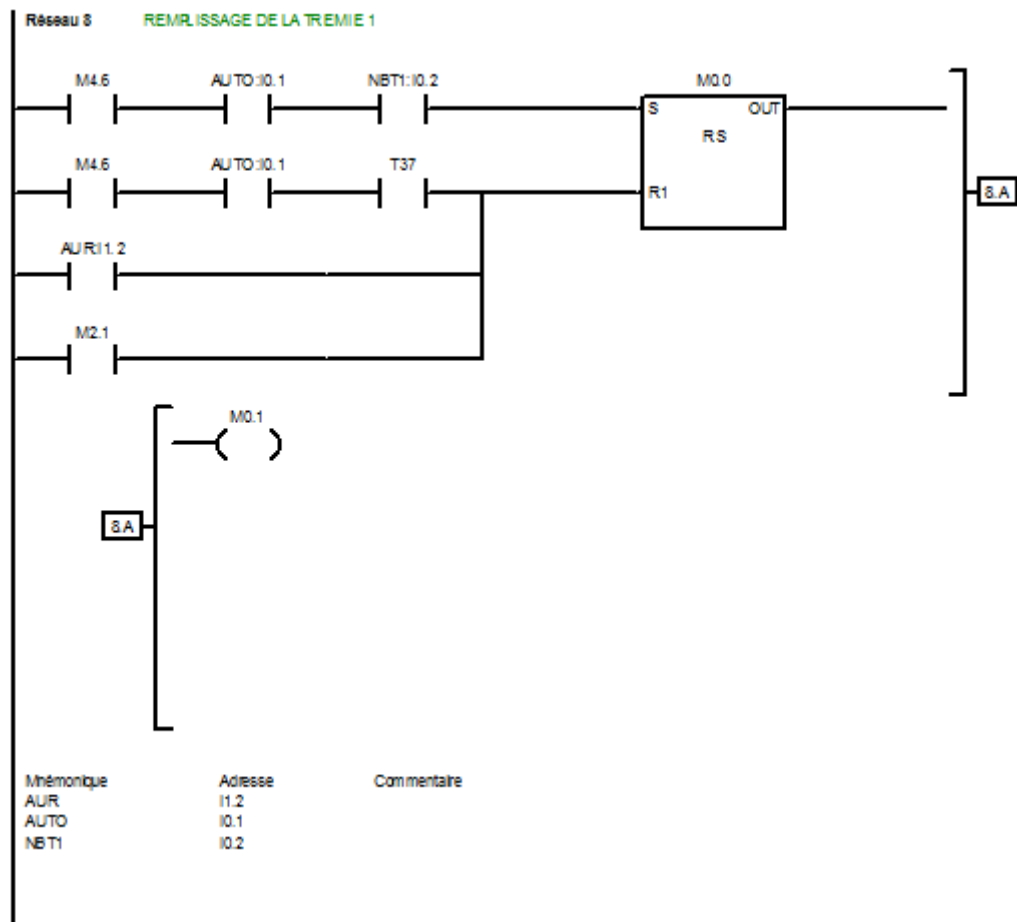 Réseau 8 REMPLISSAGE DE LA TREMIE 1
M4.6 AUTO:I0.1 NBT1:I0.2 M0.0
S OUT
RS
M4.6 AUTO:I0.1 T37
R1
8.A
AUR:I1.2
M2.1
M0.1
8.A
Mnémonique Adresse Commentaire
AUR I1.2
AUTO I0.1
NBT1 I0.2